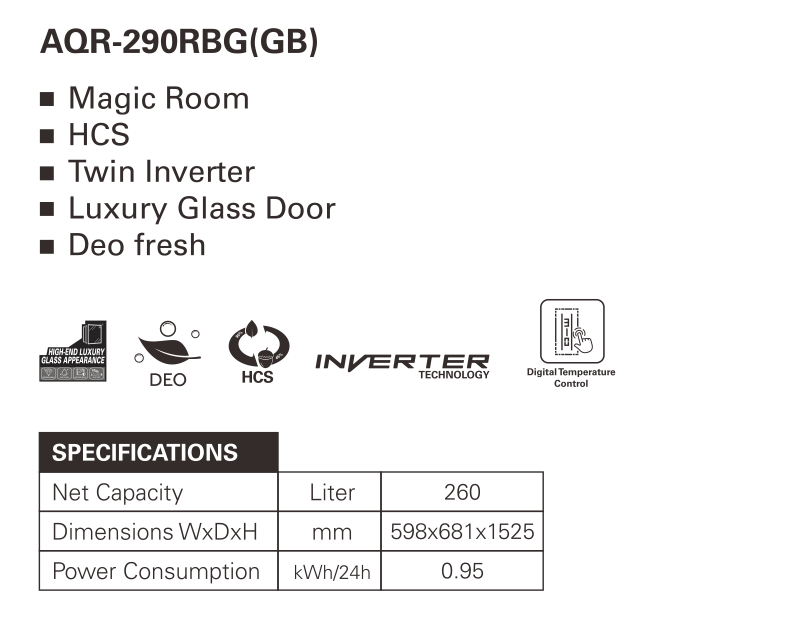 AQR-290RBG(GB)
Magic Room
HCS
Twin Inverter
Luxury Glass Door
Deo fresh
HIGH-END LUXURY
GLASS APPEARANCE
DEO
HCS
INVERTER
TECHNOLOGY
Digital Temperature
Control
SPECIFICATIONS
Net Capacity Liter 260
Dimensions WxDxH mm 598x681x1525
Power Consumption kWh/24h 0.95